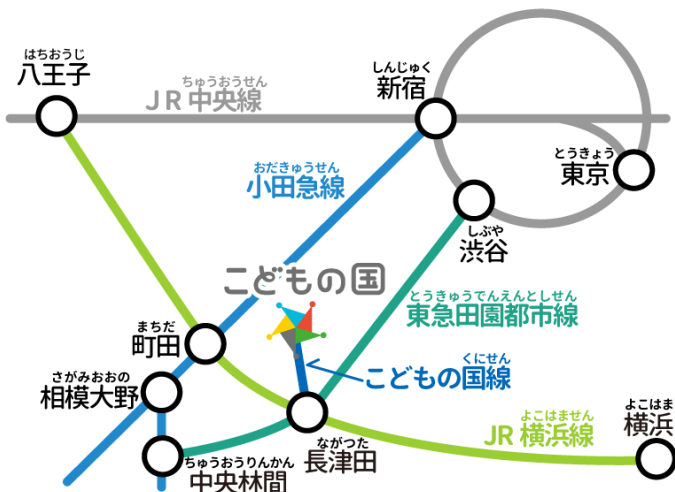 はちおうじ
八王子
ちゅうおうせん
JR 中央線
しんじゅく
新宿
とうきょう
東京
おだきゅうせん
小田急線
しぶや
渋谷
こどもの国
とうきゅうでんえんとしせん
東急田園都市線
まちだ
町田
くにせん
こどもの国線
さがみおおの
相模大野
よこはません
JR 横浜線
よこはま
横浜
ながつた
長津田
ちゅうおうりんかん
中央林間